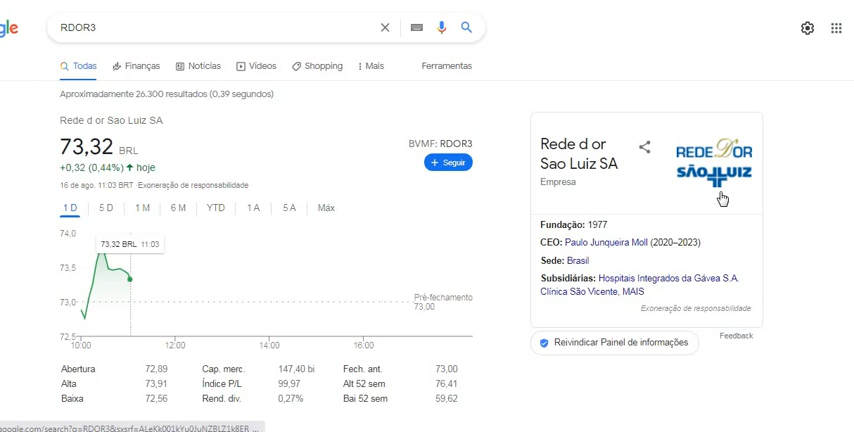 gle
RDOR3
Todas
Finanças
Notícias
Vídeos
Shopping
Mais
Ferramentas
Aproximadamente 26.300 resultados (0,39 segundos)
Rede d or Sao Luiz SA
73,32 BRL
BVMF: RDOR3
+0,32 (0,44%) hoje
+ Seguir
16 de ago. 11:03 BRT Exoneração de responsabilidade
1 D 5 D 1 M 6 M YTD 1 A 5 A Máx
74,0
73,32 BRL 11:03
73,5
73,0
Pré-fechamento
73,00
72,5
10:00 12:00 14:00 16:00
Abertura 72,89 Cap. merc. 147,40 bi Fech. ant. 73,00
Alta 73,91 Índice P/L 99,97 Alt 52 sem 76,41
Baixa 72,56 Rend. div. 0,27% Bai 52 sem 59,62
Rede d or
Sao Luiz SA
Empresa
REDE D'OR
SÃO LUIZ
Fundação: 1977
CEO: Paulo Junqueira Moll (2020–2023)
Sede: Brasil
Subsidiárias: Hospitais Integrados da Gávea S.A.
Clínica São Vicente, MAIS
Exoneração de responsabilidade
Reivindicar Painel de informações
Feedback